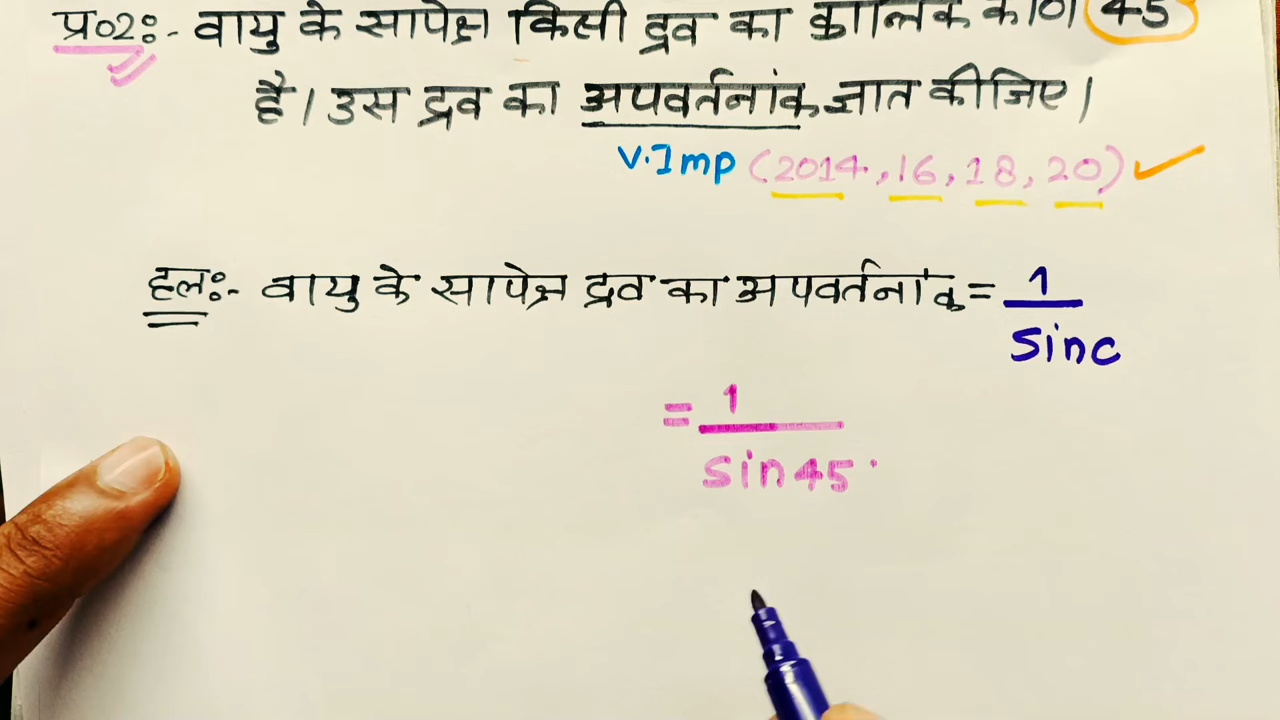 प्र०2ः- वायु के सापेक्ष किसी द्रव का क्रान्तिक कोण 45
है। उस द्रव का अपवर्तनांक ज्ञात कीजिए।
V.Imp (2014, 16, 18, 20) ✓
हलः- वायु के सापेक्ष द्रव का अपवर्तनांक = 1
Sinc
= 1
Sin45°